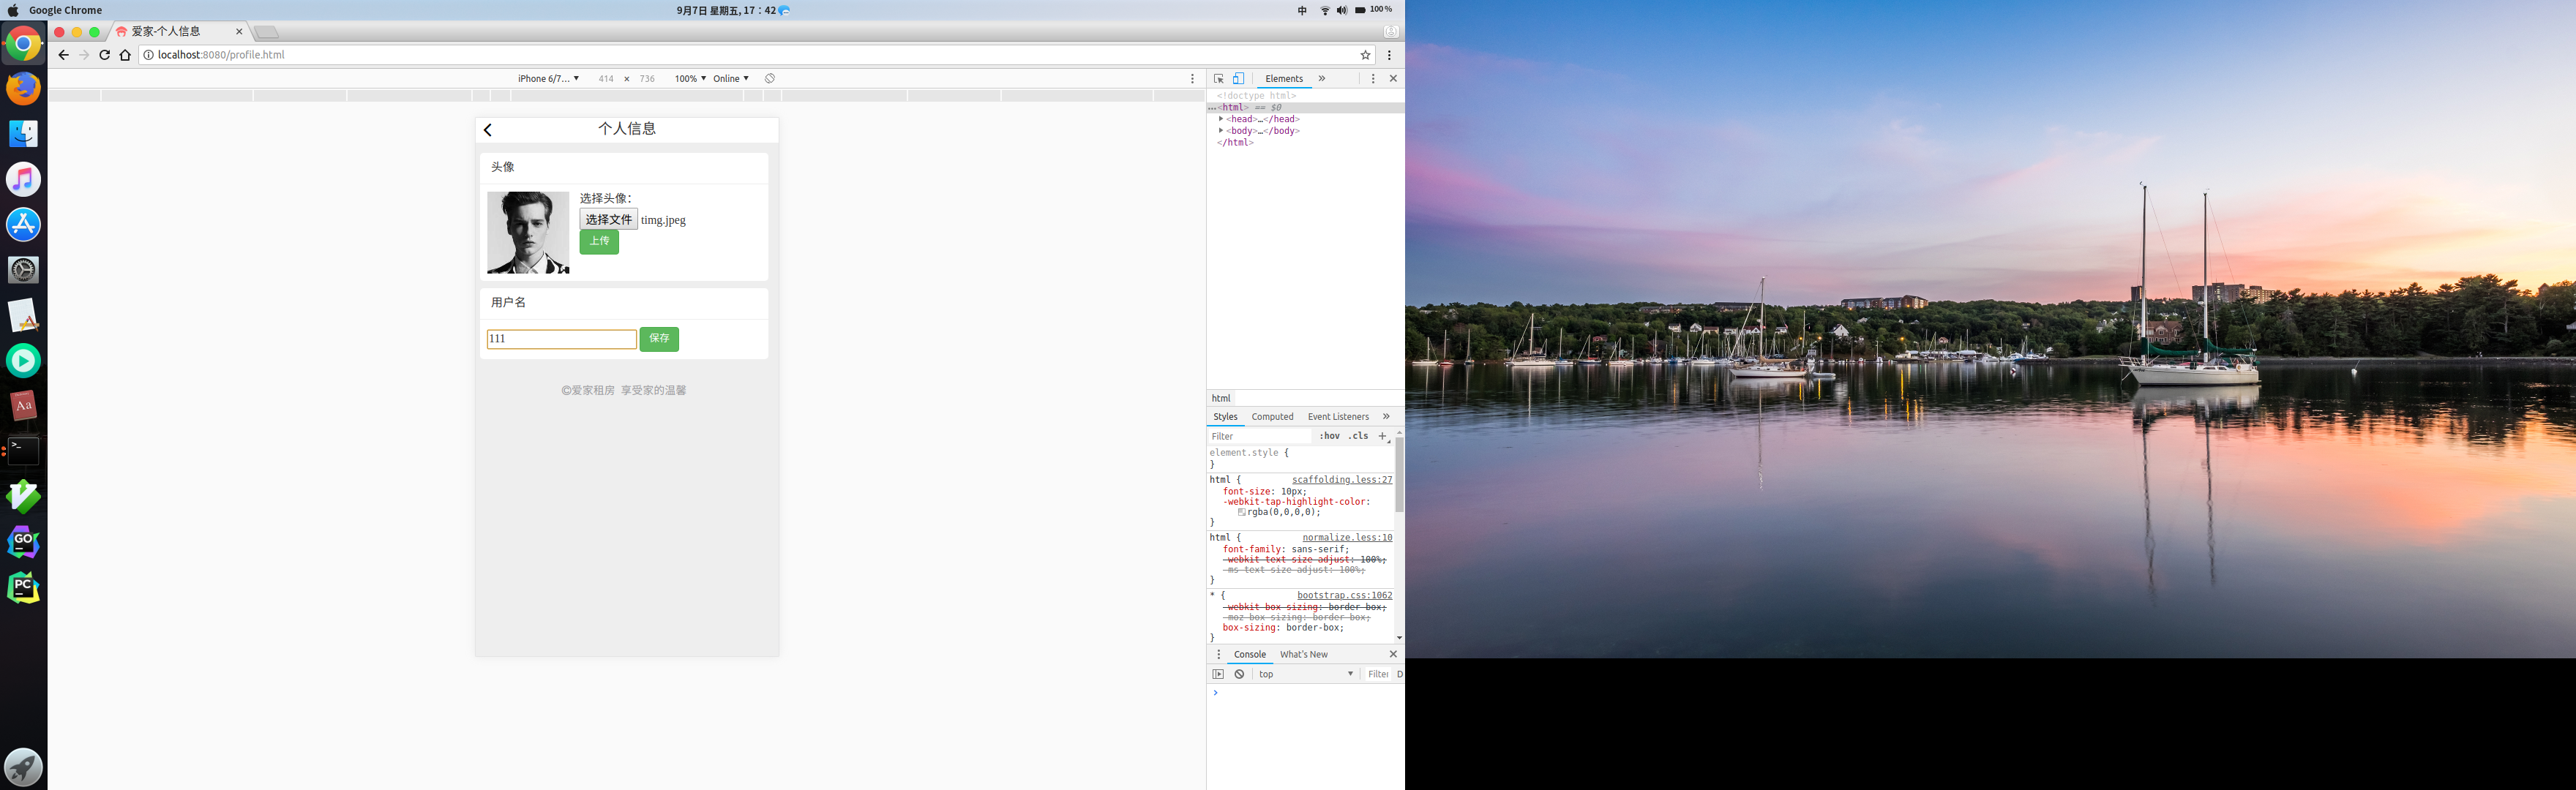 Google Chrome
9月7日 星期五, 17：42
中
100%
爱家-个人信息
localhost:8080/profile.html
iPhone 6/7… ▼ 414 × 736 100% ▼ Online ▼
Elements »
<!doctype html>
…<html> == $0
<head>…</head>
<body>…</body>
</html>
个人信息
头像
选择头像：
选择文件 timg.jpeg
上传
用户名
111
保存
©爱家租房 享受家的温馨
html
Styles Computed Event Listeners »
Filter :hov .cls +
element.style {
}
html { scaffolding.less:27
font-size: 10px;
-webkit-tap-highlight-color:
rgba(0,0,0,0);
}
html { normalize.less:10
font-family: sans-serif;
-webkit-text-size-adjust: 100%;
-ms-text-size-adjust: 100%;
}
* { bootstrap.css:1062
-webkit-box-sizing: border-box;
-moz-box-sizing: border-box;
box-sizing: border-box;
}
Console What's New
top ▼ Filter D
>
Aa
>_
GO
PC